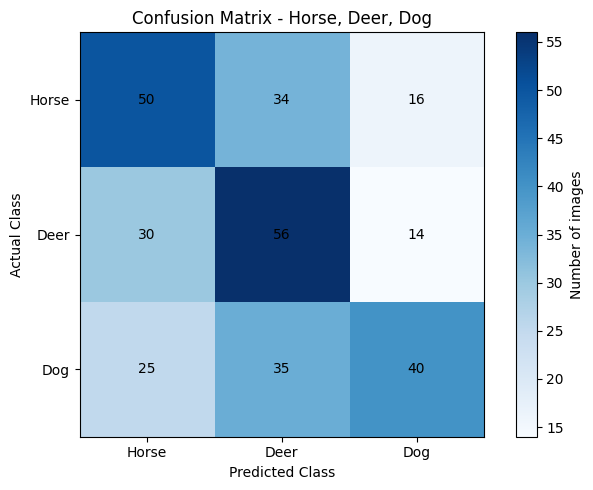 Confusion Matrix - Horse, Deer, Dog
Actual Class
Horse 50 34 16
Deer 30 56 14
Dog 25 35 40
Horse Deer Dog
Predicted Class
55
50
45
40
35
30
25
20
15
Number of images